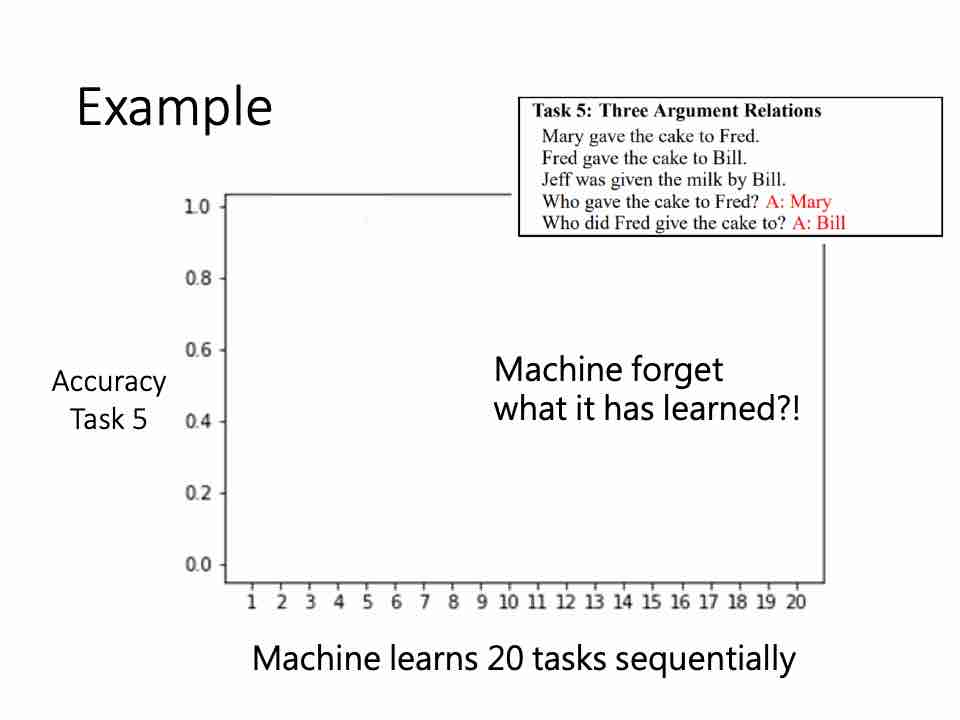 Example
Task 5: Three Argument Relations
Mary gave the cake to Fred.
Fred gave the cake to Bill.
Jeff was given the milk by Bill.
Who gave the cake to Fred? A: Mary
Who did Fred give the cake to? A: Bill
1.0
0.8
0.6
0.4
0.2
0.0
Accuracy
Task 5
Machine forget
what it has learned?!
1 2 3 4 5 6 7 8 9 10 11 12 13 14 15 16 17 18 19 20
Machine learns 20 tasks sequentially